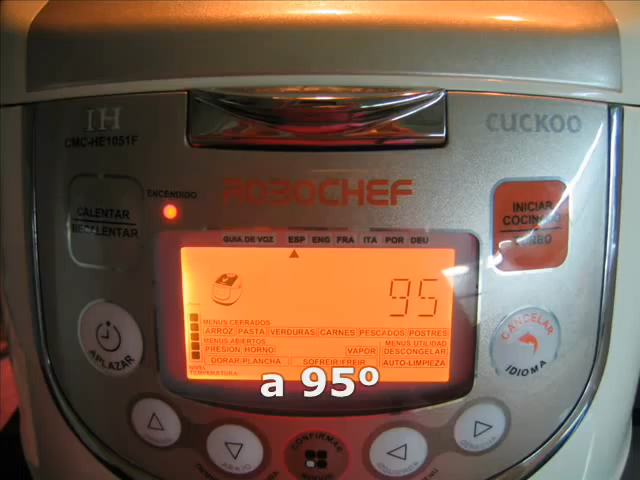 IH
CMC-HE1051F
CUCKOO
ROBOCHEF
ENCENDIDO
CALENTAR
RECALENTAR
INICIAR
COCINAR
TURBO
GUIA DE VOZ ESP ENG FRA ITA POR DEU
95
MENUS CERRADOS
ARROZ PASTA VERDURAS CARNES PESCADOS POSTRES
MENUS ABIERTOS MENUS UTILIDAD
PRESION HORNO VAPOR DESCONGELAR
DORAR/PLANCHA SOFREIR/FREIR AUTO-LIMPIEZA
NIVEL
TEMPERATURA
a 95º
APLAZAR
CANCELAR
IDIOMA
ABAJO
CONFIRMAR